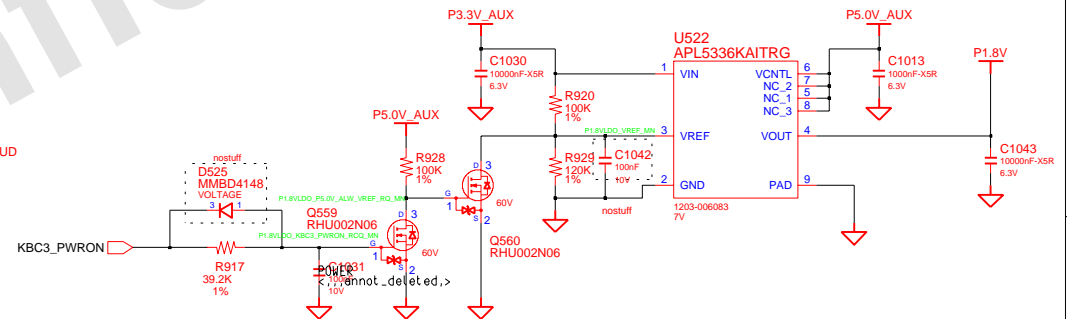 P3.3V_AUX
P5.0V_AUX
U522
APL5336KAITRG
P1.8V
C1030
10000nF-X5R
6.3V
1 VIN
VCNTL 6
NC_2 7
NC_1 5
NC_3 8
C1013
1000nF-X5R
6.3V
R920
100K
1%
P5.0V_AUX
P1.8VLDO_VREF_MN
3 VREF
VOUT 4
UD
nostuff
D525
MMBD4148
VOLTAGE
3 1
R928
100K
1%
D 3
R929
120K
1%
C1042
100nF
10V
C1043
10000nF-X5R
6.3V
2 GND
PAD 9
P1.8VLDO_P5.0V_ALW_VREF_RQ_MN
G
1
S
2
60V
nostuff
1203-006083
7V
Q559
RHU002N06
D 3
P1.8VLDO_KBC3_PWRON_RCQ_MN
G
1
S
2
60V
Q560
RHU002N06
KBC3_PWRON
R917
39.2K
1%
C1031
10V
POWER